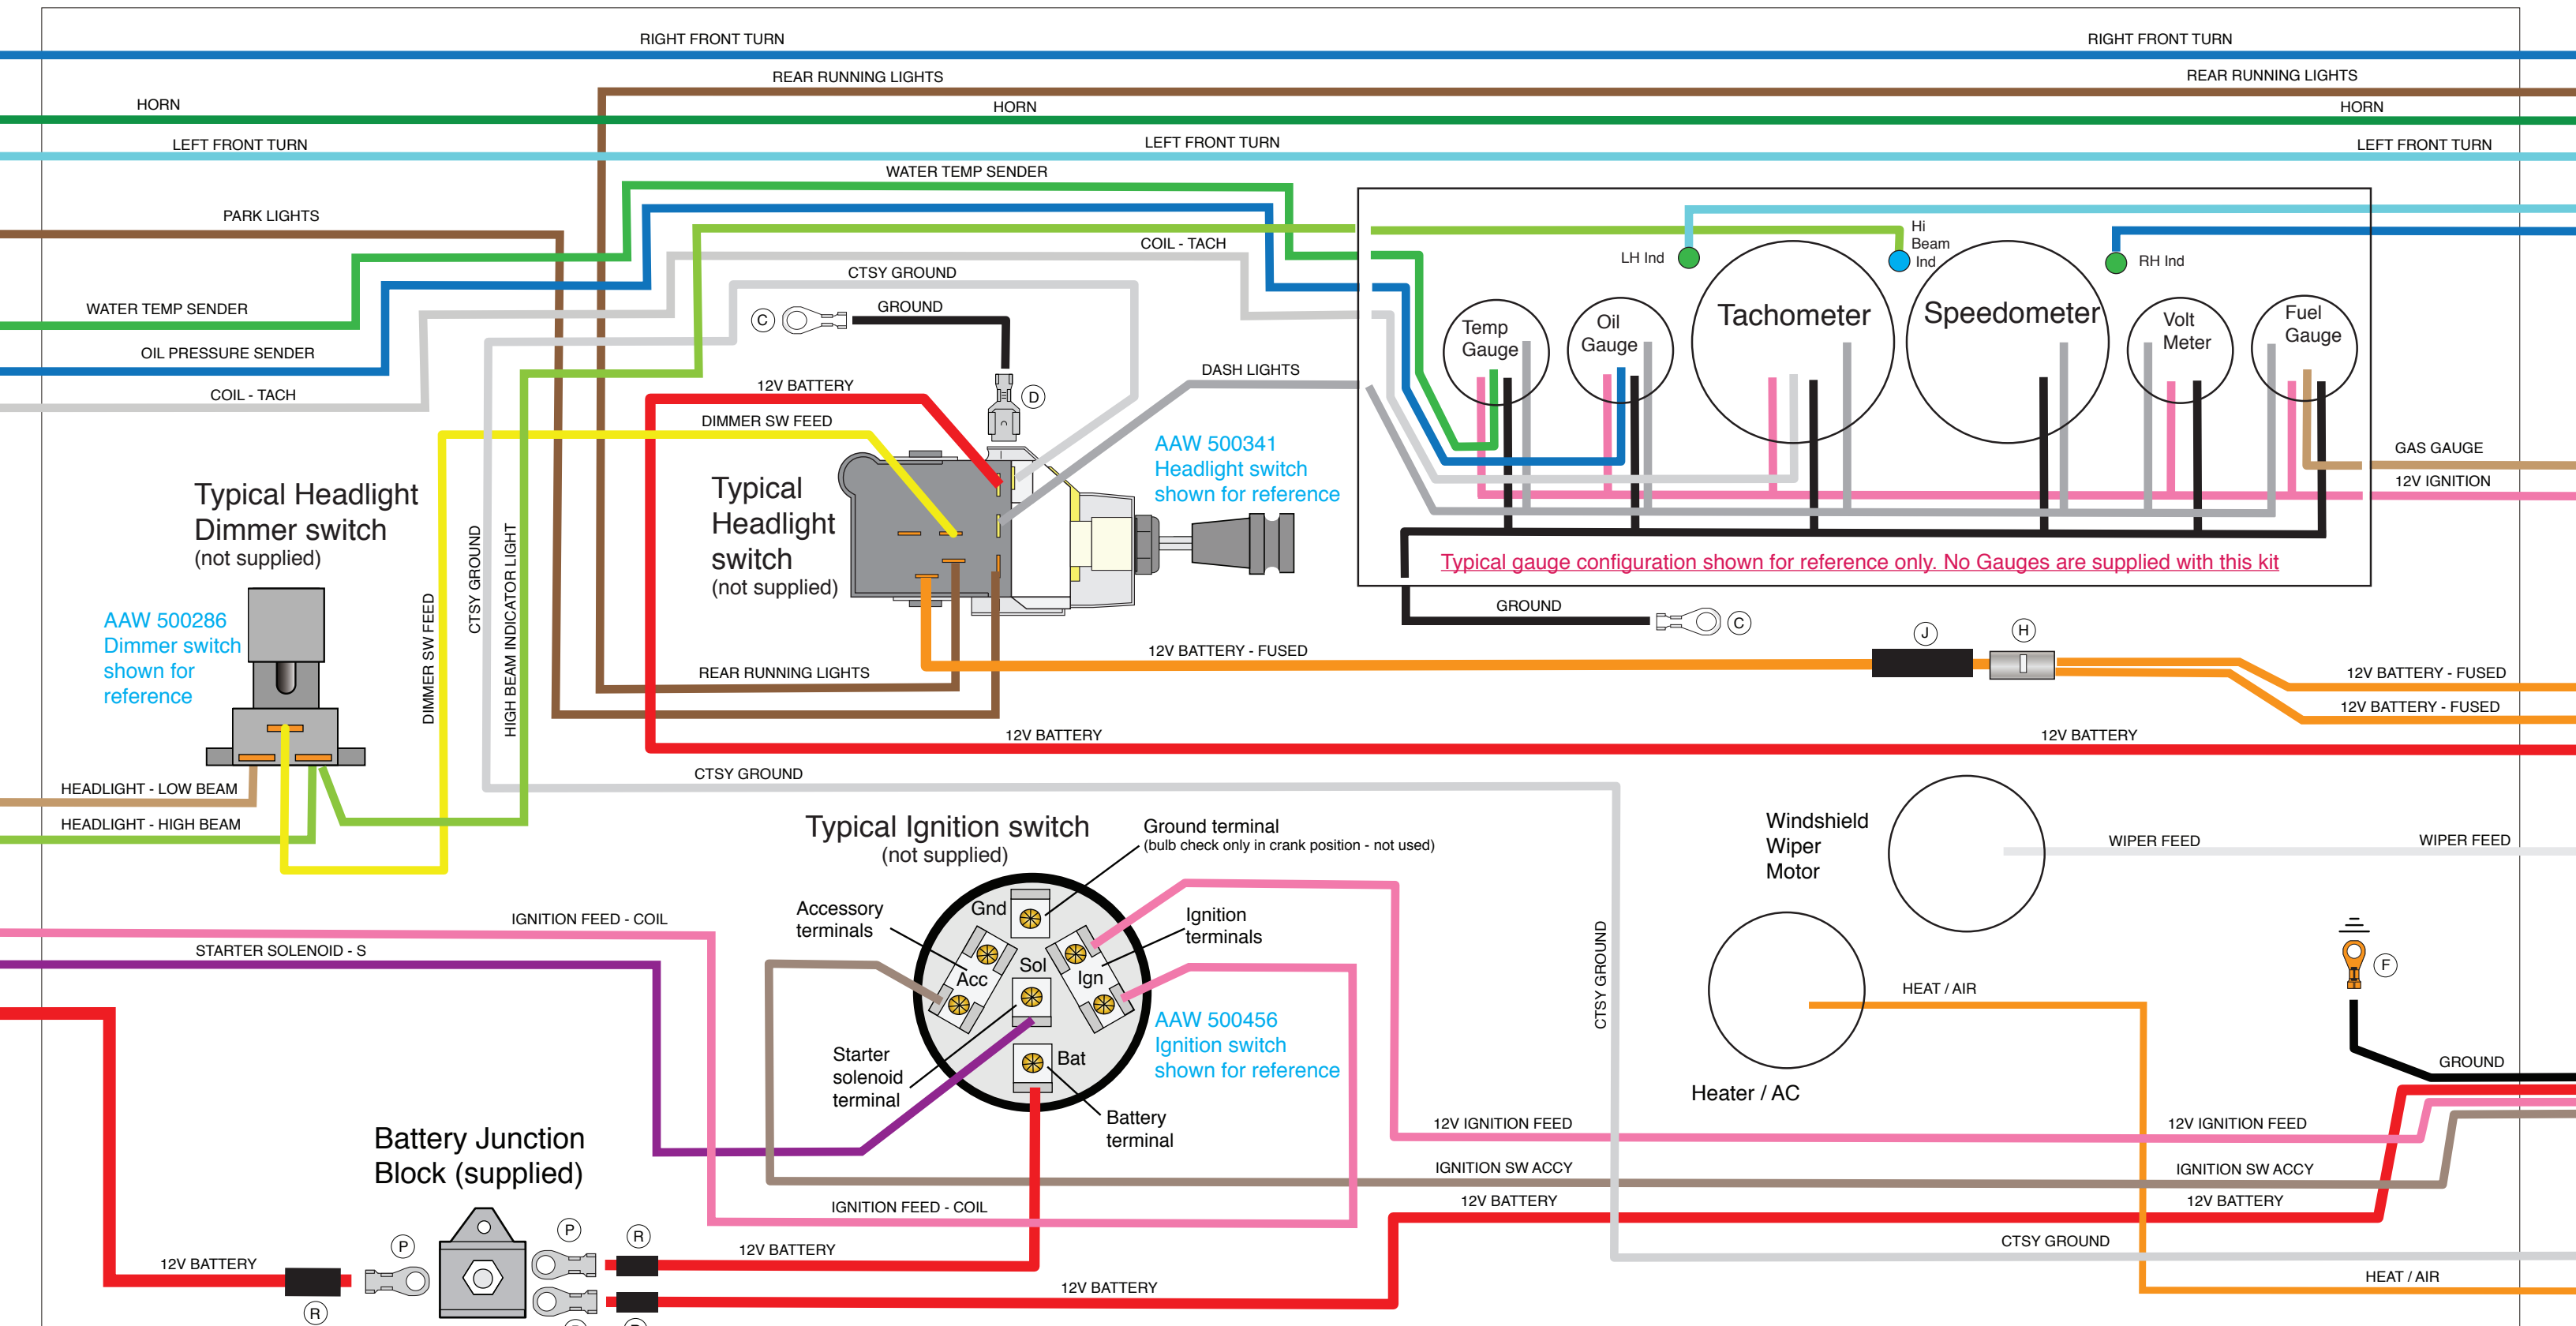 RIGHT FRONT TURN
RIGHT FRONT TURN
REAR RUNNING LIGHTS
REAR RUNNING LIGHTS
HORN
HORN
HORN
LEFT FRONT TURN
LEFT FRONT TURN
LEFT FRONT TURN
WATER TEMP SENDER
PARK LIGHTS
COIL - TACH
CTSY GROUND
C
GROUND
WATER TEMP SENDER
OIL PRESSURE SENDER
COIL - TACH
12V BATTERY
D
DASH LIGHTS
DIMMER SW FEED
LH Ind
Hi
Beam
Ind
RH Ind
Temp
Gauge
Oil
Gauge
Tachometer
Speedometer
Volt
Meter
Fuel
Gauge
GAS GAUGE
12V IGNITION
Typical gauge configuration shown for reference only. No Gauges are supplied with this kit
GROUND
C
AAW 500341
Headlight switch
shown for reference
Typical
Headlight
switch
(not supplied)
Typical Headlight
Dimmer switch
(not supplied)
AAW 500286
Dimmer switch
shown for
reference
DIMMER SW FEED
CTSY GROUND
HIGH BEAM INDICATOR LIGHT
REAR RUNNING LIGHTS
12V BATTERY - FUSED
J
H
12V BATTERY - FUSED
12V BATTERY - FUSED
12V BATTERY
12V BATTERY
CTSY GROUND
HEADLIGHT - LOW BEAM
HEADLIGHT - HIGH BEAM
Typical Ignition switch
(not supplied)
Ground terminal
(bulb check only in crank position - not used)
Windshield
Wiper
Motor
WIPER FEED
WIPER FEED
IGNITION FEED - COIL
STARTER SOLENOID - S
Accessory
terminals
Gnd
Ignition
terminals
Sol
Acc
Ign
CTSY GROUND
F
HEAT / AIR
AAW 500456
Ignition switch
shown for reference
Starter
solenoid
terminal
Bat
Battery
terminal
Heater / AC
GROUND
12V IGNITION FEED
12V IGNITION FEED
Battery Junction
Block (supplied)
IGNITION SW ACCY
IGNITION SW ACCY
IGNITION FEED - COIL
12V BATTERY
12V BATTERY
P
P
R
12V BATTERY
12V BATTERY
CTSY GROUND
R
12V BATTERY
HEAT / AIR